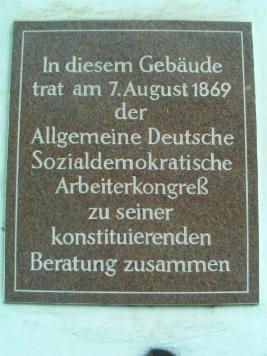 In diesem Gebäude
trat am 7. August 1869
der
Allgemeine Deutsche
Sozialdemokratische
Arbeiterkongreß
zu seiner
konstituierenden
Beratung zusammen